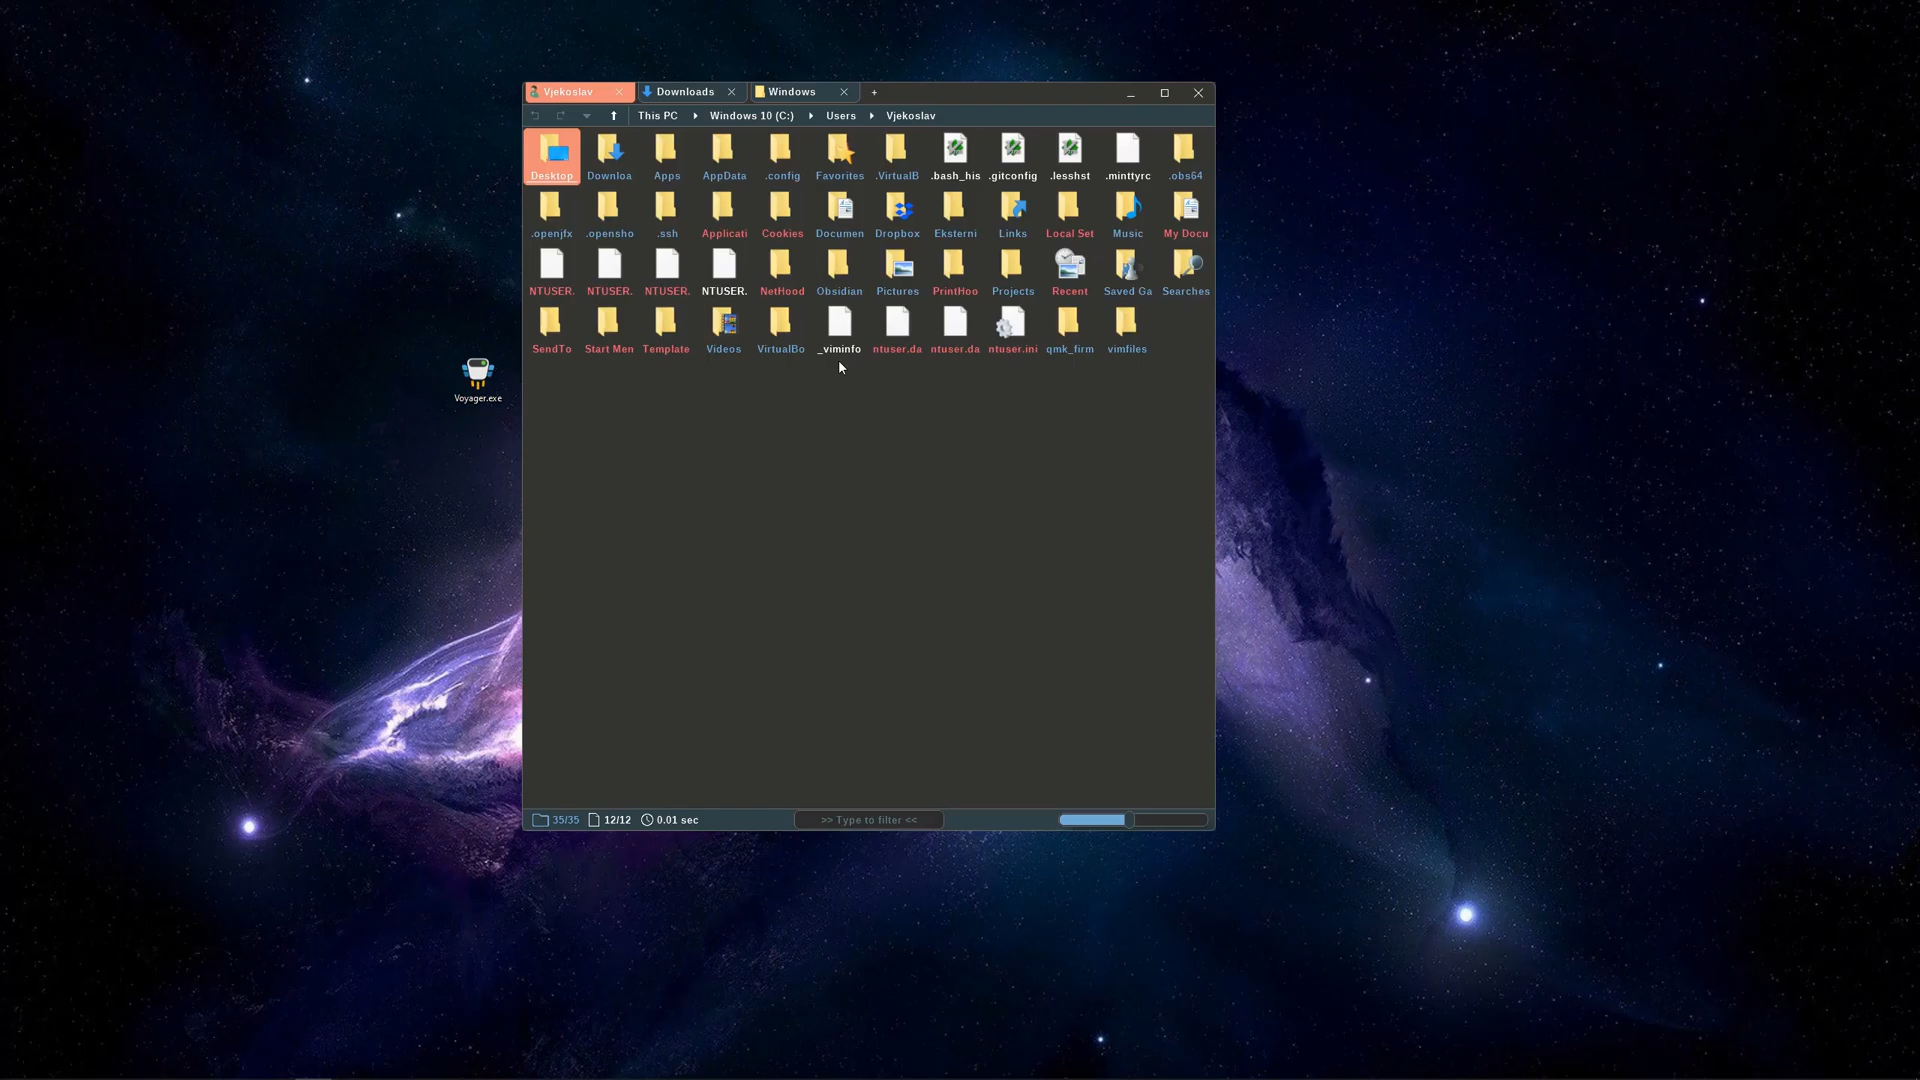 Vjekoslav Downloads Windows +
This PC Windows 10 (C:) Users Vjekoslav
Desktop Downloa Apps AppData .config Favorites .VirtualB .bash_his .gitconfig .lesshst .minttyrc .obs64
.openjfx .opensho .ssh Applicati Cookies Documen Dropbox Eksterni Links Local Set Music My Docu
NTUSER. NTUSER. NTUSER. NTUSER. NetHood Obsidian Pictures PrintHoo Projects Recent Saved Ga Searches
SendTo Start Men Template Videos VirtualBo _viminfo ntuser.da ntuser.da ntuser.ini qmk_firm vimfiles
Voyager.exe
35/35 12/12 0.01 sec >> Type to filter <<